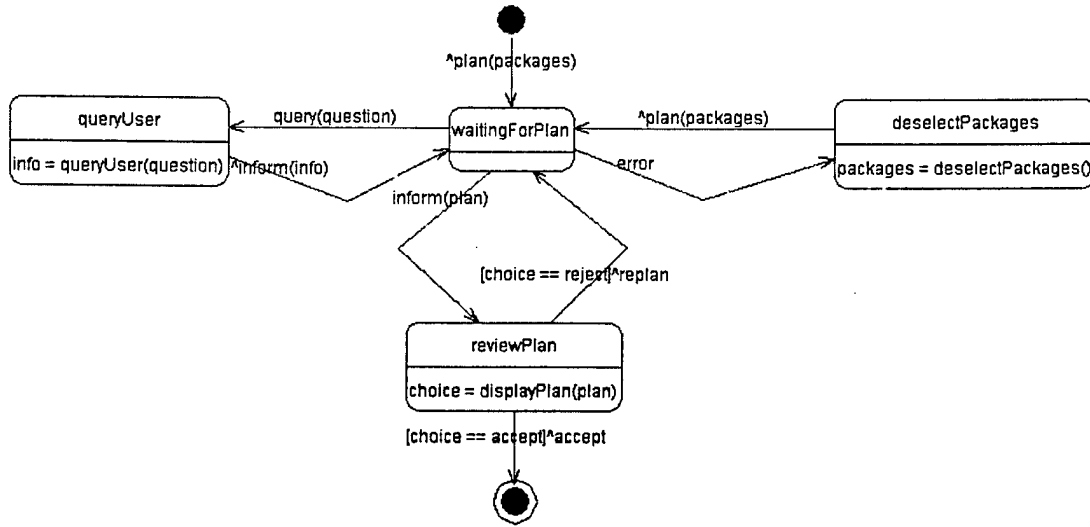 ^plan(packages)
queryUser
info = queryUser(question)
query(question)
^inform(info)
waitingForPlan
^plan(packages)
error
deselectPackages
packages = deselectPackages()
inform(plan)
[choice == reject]^replan
reviewPlan
choice = displayPlan(plan)
[choice == accept]^accept